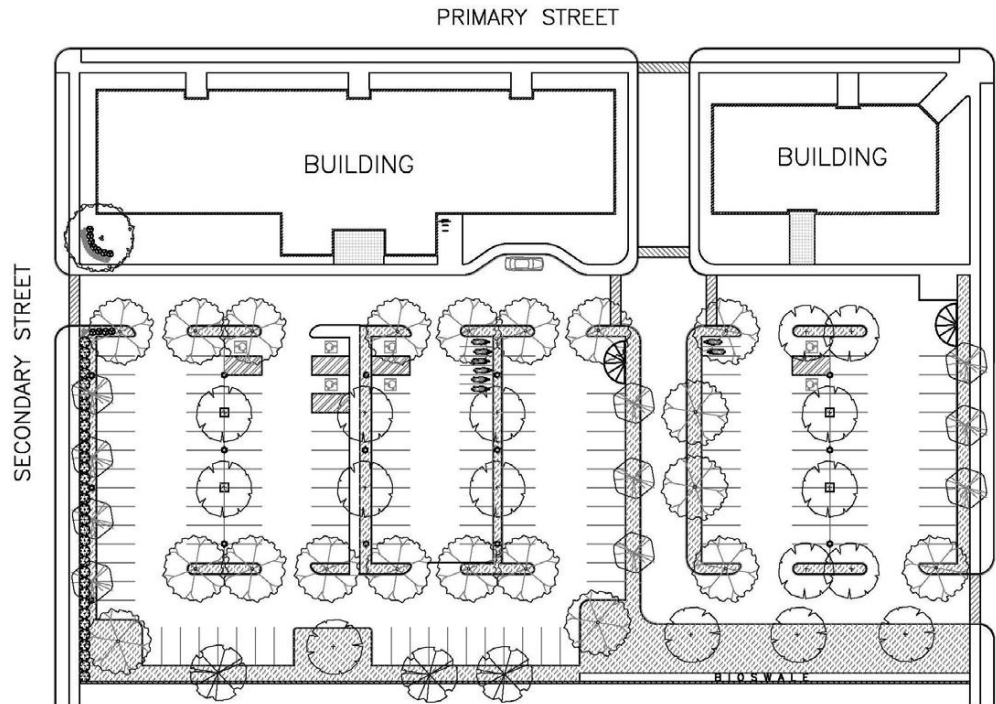 PRIMARY STREET
BUILDING
BUILDING
SECONDARY STREET
BIOSWALE